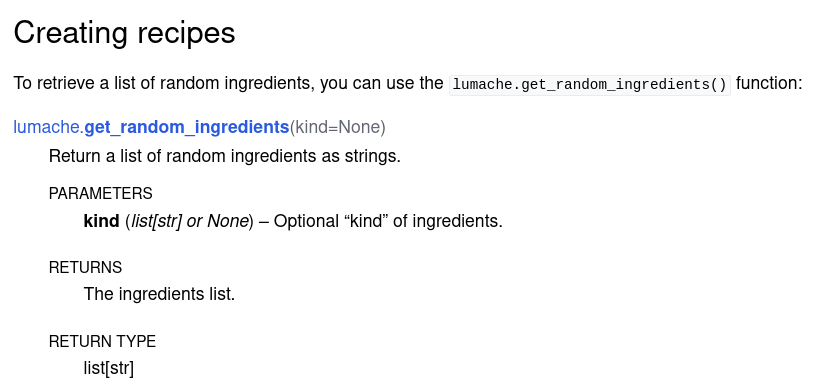 Creating recipes
To retrieve a list of random ingredients, you can use the lumache.get_random_ingredients() function:
lumache.get_random_ingredients(kind=None)
Return a list of random ingredients as strings.
PARAMETERS
kind (list[str] or None) – Optional “kind” of ingredients.
RETURNS
The ingredients list.
RETURN TYPE
list[str]